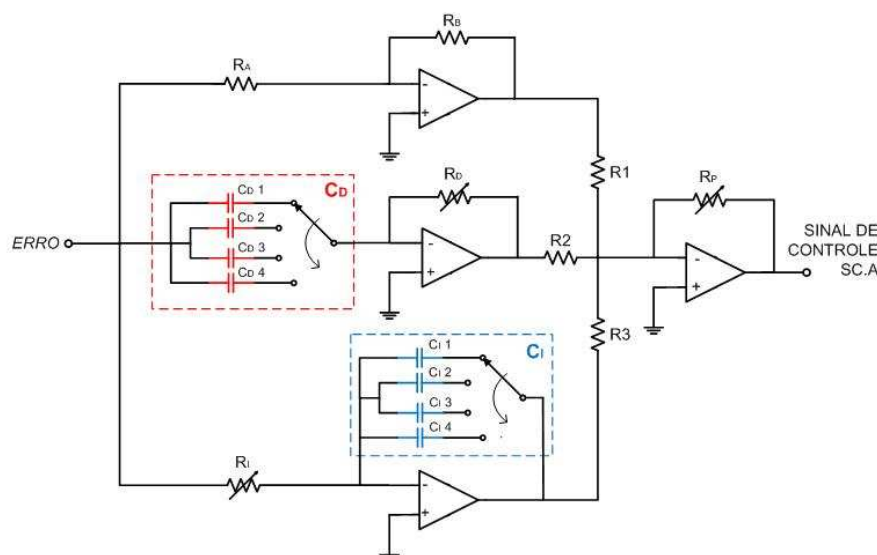 RB
RA
-
+
R1
CD
CD 1
CD 2
CD 3
CD 4
RD
-
+
R2
RP
-
+
ERRO
SINAL DE
CONTROLE
SC.A
R3
CI
CI 1
CI 2
CI 3
CI 4
RI
-
+